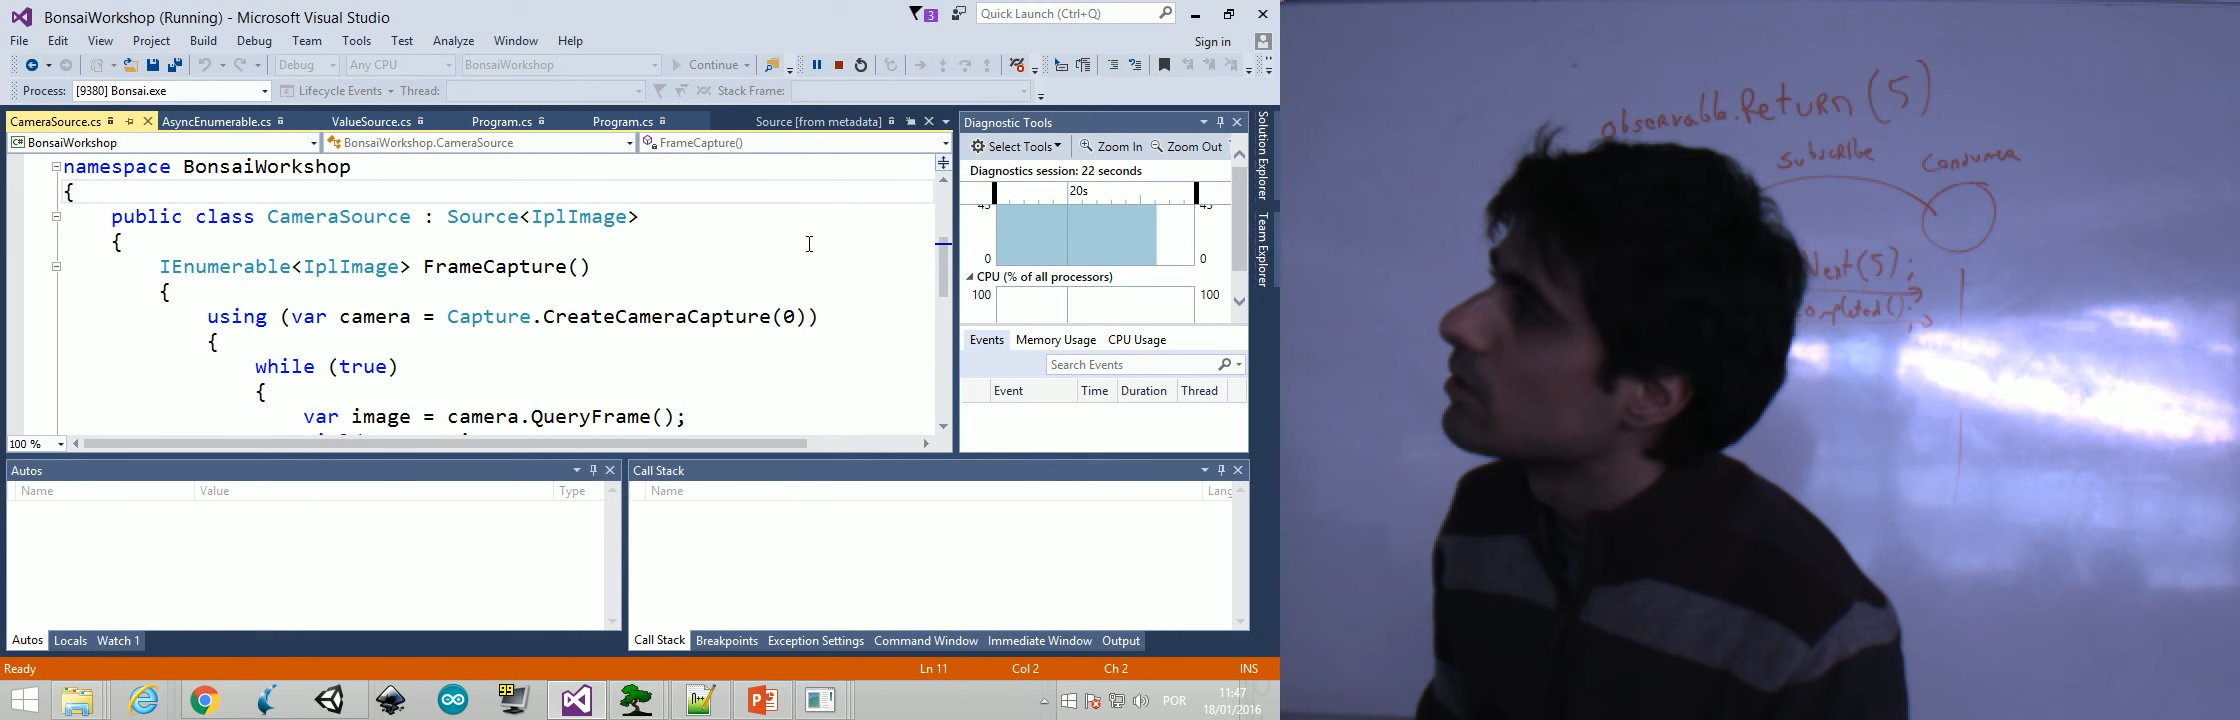 BonsaiWorkshop (Running) - Microsoft Visual Studio
3
Quick Launch (Ctrl+Q)
File Edit View Project Build Debug Team Tools Test Analyze Window Help
Sign in
Debug Any CPU BonsaiWorkshop Continue
Process: [9380] Bonsai.exe Lifecycle Events Thread: Stack Frame:
CameraSource.cs AsyncEnumerable.cs ValueSource.cs Program.cs Program.cs Source [from metadata]
C# BonsaiWorkshop BonsaiWorkshop.CameraSource FrameCapture()
namespace BonsaiWorkshop
{
public class CameraSource : Source<IplImage>
{
IEnumerable<IplImage> FrameCapture()
{
using (var camera = Capture.CreateCameraCapture(0))
{
while (true)
{
var image = camera.QueryFrame();
100 %
Diagnostic Tools
Select Tools Zoom In Zoom Out
Diagnostics session: 22 seconds
20s
45 45
0 0
CPU (% of all processors)
100 100
Events Memory Usage CPU Usage
Search Events
Event Time Duration Thread
Solution Explorer
Team Explorer
Autos
Name Value Type
Autos Locals Watch 1
Call Stack
Name Lang
Call Stack Breakpoints Exception Settings Command Window Immediate Window Output
Ready Ln 11 Col 2 Ch 2 INS
99
POR
11:47
18/01/2016
observable.Return (5)
Subscribe
Consumer
Next(5);
ompleted();